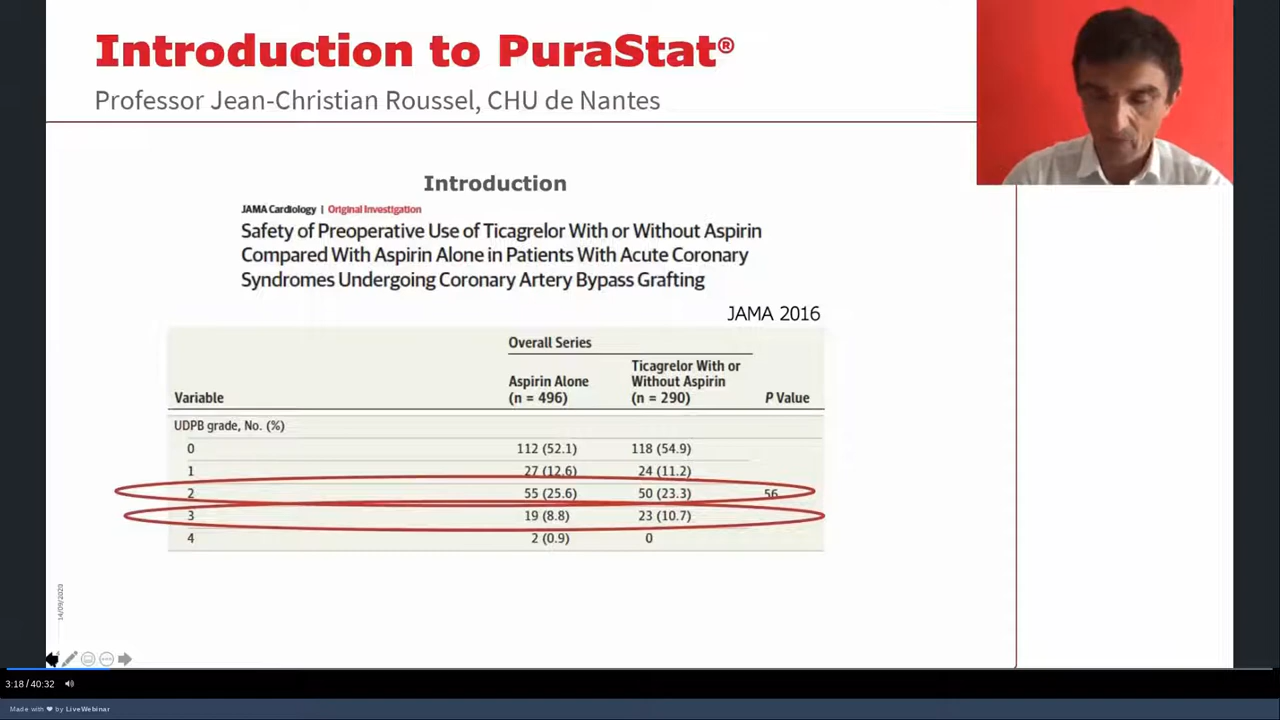 Introduction to PuraStat®
Professor Jean-Christian Roussel, CHU de Nantes
Introduction
JAMA Cardiology | Original Investigation
Safety of Preoperative Use of Ticagrelor With or Without Aspirin
Compared With Aspirin Alone in Patients With Acute Coronary
Syndromes Undergoing Coronary Artery Bypass Grafting
JAMA 2016
Overall Series
Variable
Aspirin Alone
(n = 496)
Ticagrelor With or
Without Aspirin
(n = 290)
P Value
UDPB grade, No. (%)
0 112 (52.1) 118 (54.9)
1 27 (12.6) 24 (11.2)
2 55 (25.6) 50 (23.3) 56
3 19 (8.8) 23 (10.7)
4 2 (0.9) 0
14/09/2020
3:18 / 40:32
Made with ❤ by LiveWebinar